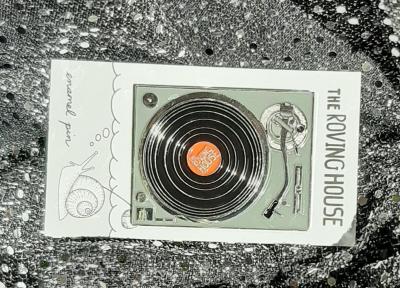 THE ROVING HOUSE
enamel pin